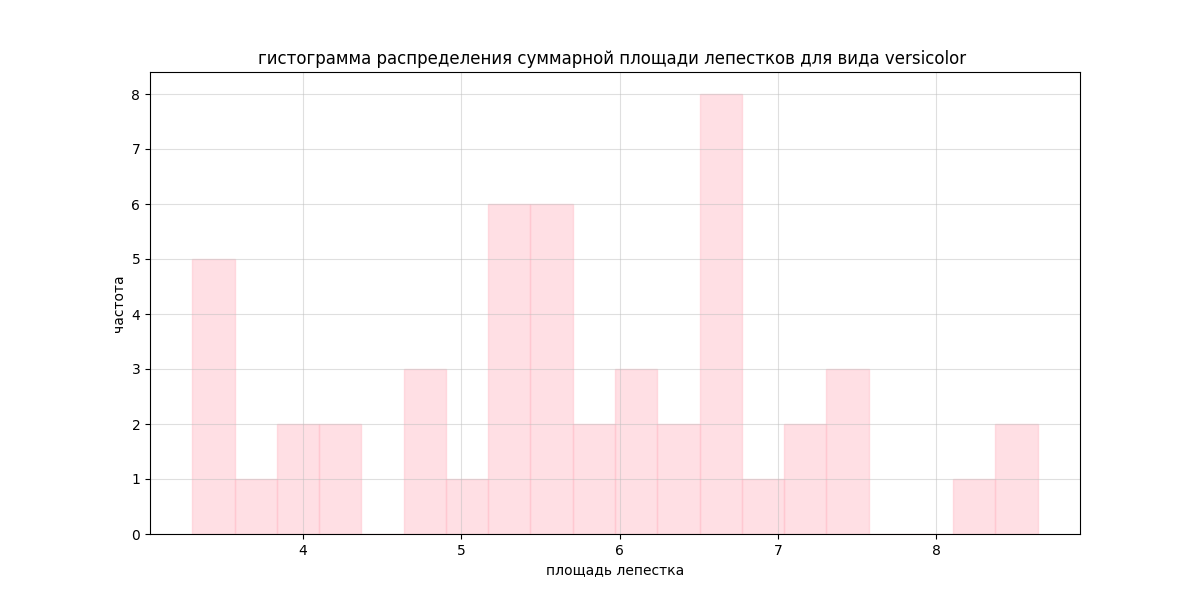 гистограмма распределения суммарной площади лепестков для вида versicolor
8
7
6
5
4
3
2
1
0
частота
4 5 6 7 8
площадь лепестка